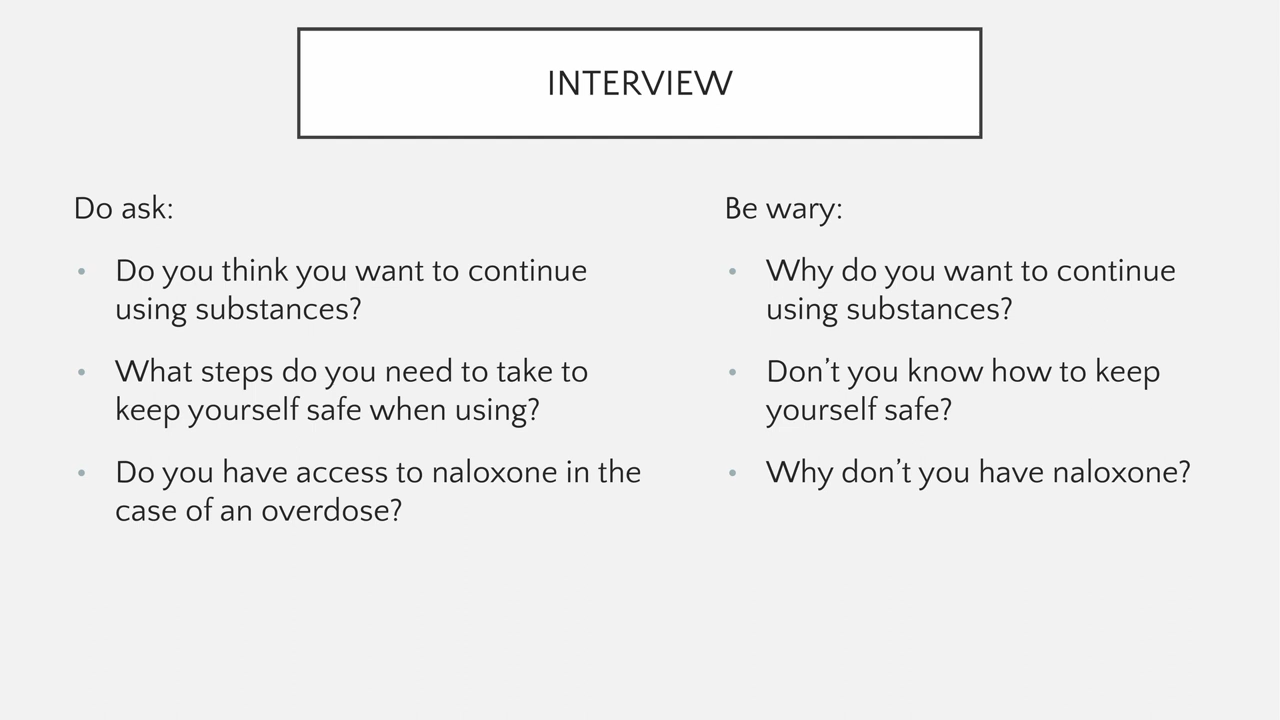 INTERVIEW
Do ask:
• Do you think you want to continue
using substances?
• What steps do you need to take to
keep yourself safe when using?
• Do you have access to naloxone in the
case of an overdose?
Be wary:
• Why do you want to continue
using substances?
• Don’t you know how to keep
yourself safe?
• Why don’t you have naloxone?